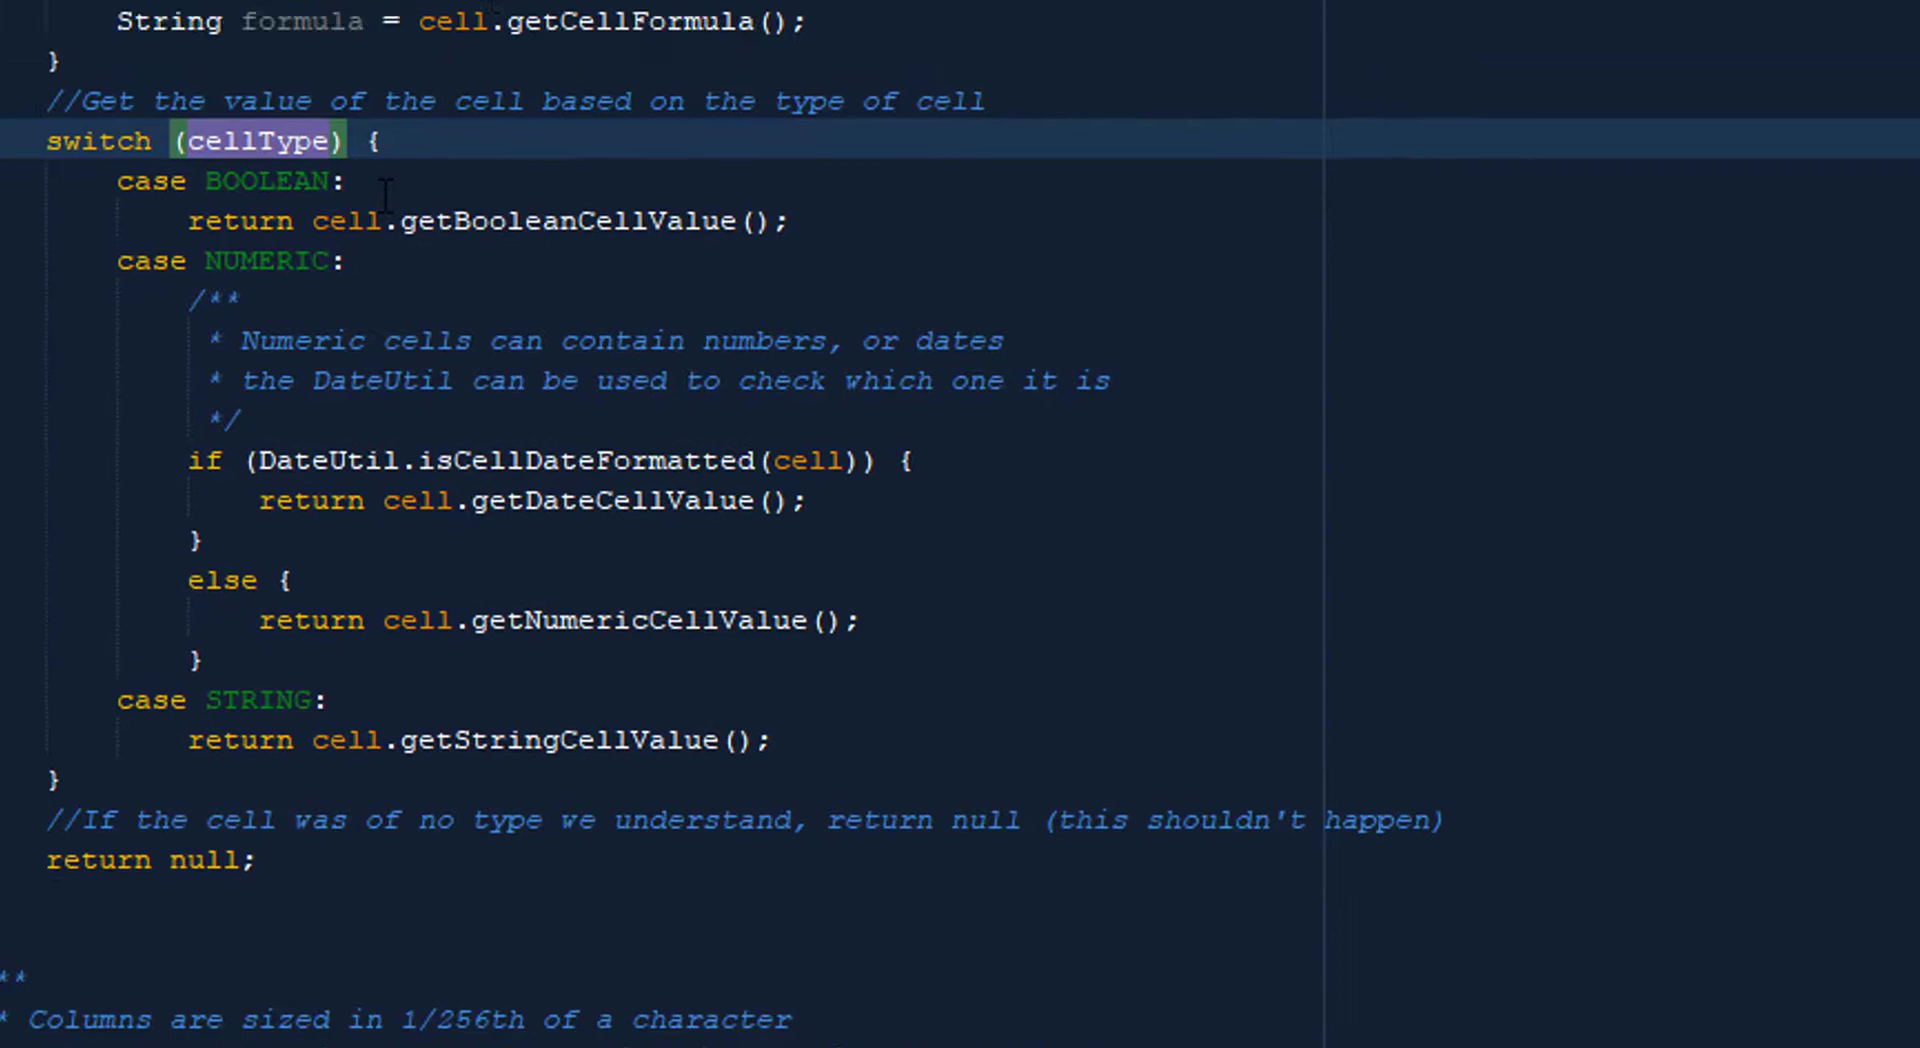 String formula = cell.getCellFormula();
}
//Get the value of the cell based on the type of cell
switch (cellType) {
case BOOLEAN:
return cell.getBooleanCellValue();
case NUMERIC:
/**
* Numeric cells can contain numbers, or dates
* the DateUtil can be used to check which one it is
*/
if (DateUtil.isCellDateFormatted(cell)) {
return cell.getDateCellValue();
}
else {
return cell.getNumericCellValue();
}
case STRING:
return cell.getStringCellValue();
}
//If the cell was of no type we understand, return null (this shouldn't happen)
return null;
**
* Columns are sized in 1/256th of a character